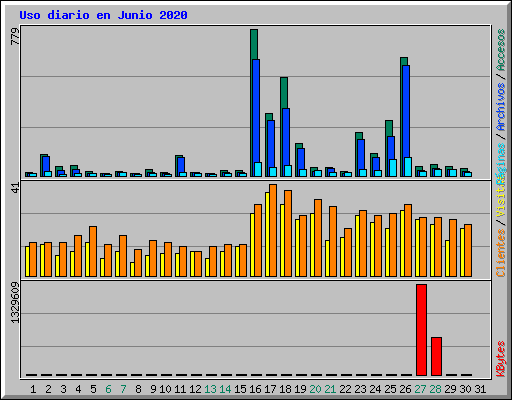 Uso diario en Junio 2020
779
41
1329609
Accesos
/
Archivos
/
Páginas
Visitas
/
Clientes
KBytes
1 2 3 4 5 6 7 8 9 10 11 12 13 14 15 16 17 18 19 20 21 22 23 24 25 26 27 28 29 30 31